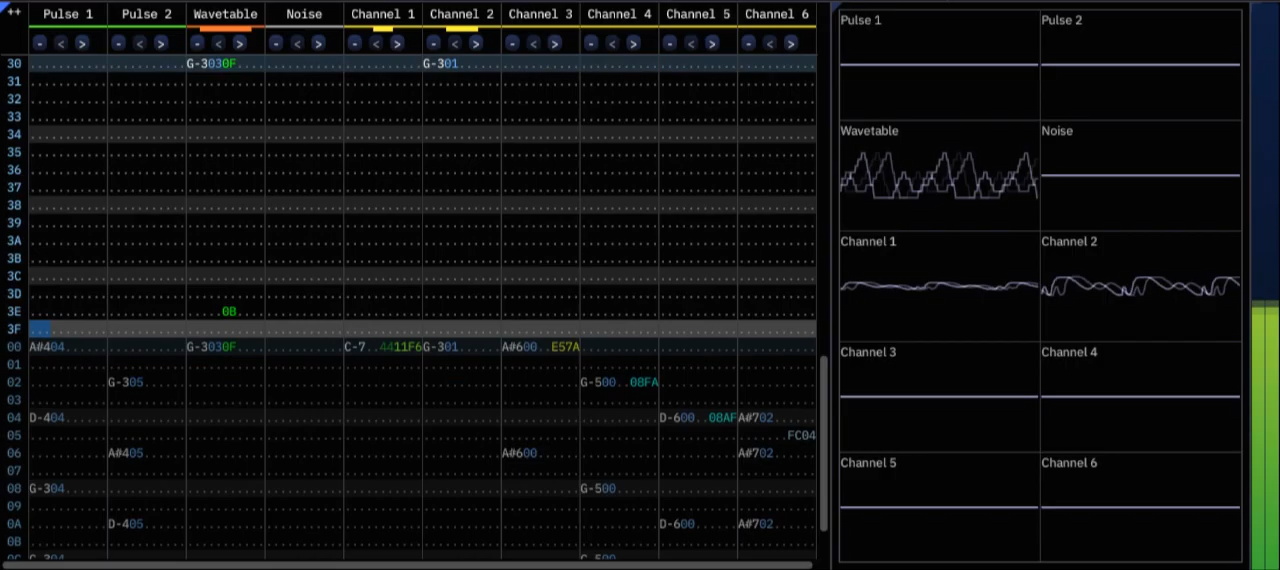 ++ Pulse 1 Pulse 2 Wavetable Noise Channel 1 Channel 2 Channel 3 Channel 4 Channel 5 Channel 6
- < > - < > - < > - < > - < > - < > - < > - < > - < > - < >
30 G-3030F G-301
31
32
33
34
35
36
37
38
39
3A
3B
3C
3D
3E 0B
3F
00 A#404 G-3030F C-7..4411F6 G-301 A#600..E57A
01
02 G-305 G-500..08FA
03
04 D-404 D-600..08AF A#702
05 FC04
06 A#405 A#600 A#702
07
08 G-304 G-500
09
0A D-405 D-600 A#702
0B
0C G-304 G-500
Pulse 1
Pulse 2
Wavetable
Noise
Channel 1
Channel 2
Channel 3
Channel 4
Channel 5
Channel 6